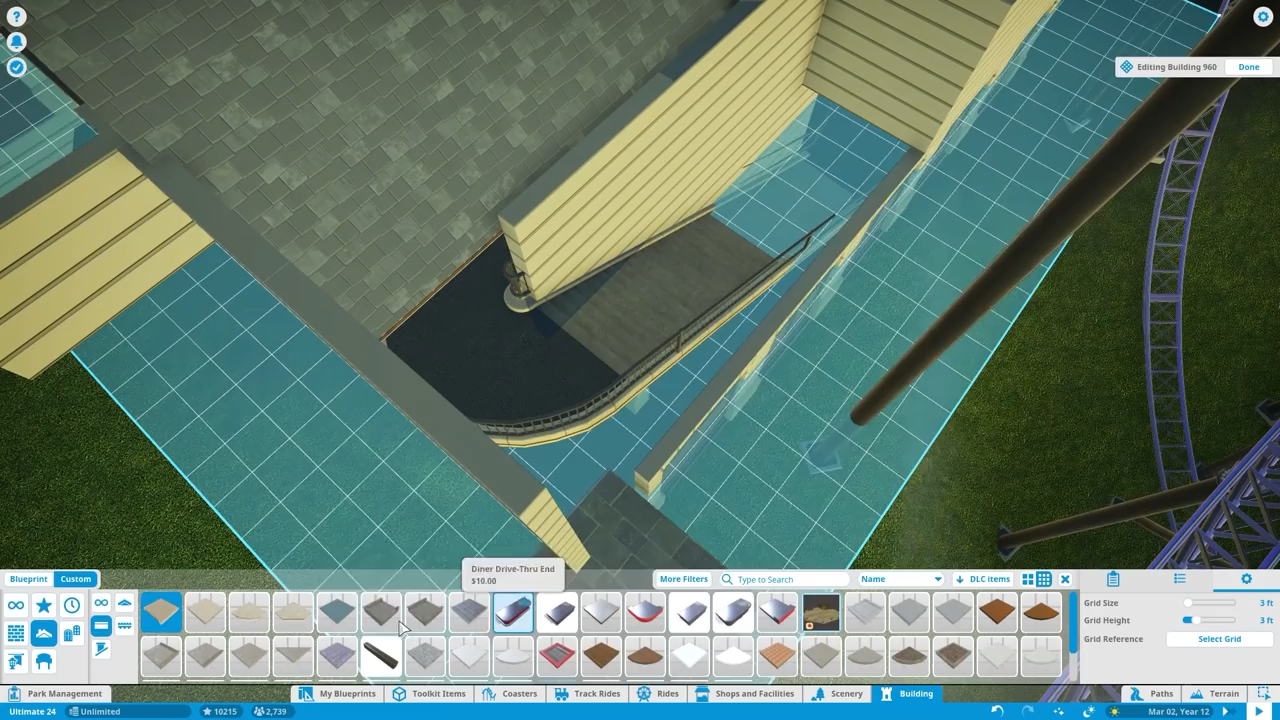 ?
Editing Building 960
Done
Diner Drive-Thru End
$10.00
Blueprint
Custom
More Filters
Type to Search
Name
DLC items
Grid Size
3 ft
Grid Height
3 ft
Grid Reference
Select Grid
Park Management
My Blueprints
Toolkit Items
Coasters
Track Rides
Rides
Shops and Facilities
Scenery
Building
Paths
Terrain
Ultimate 24
Unlimited
10215
2,739
Mar 02, Year 12